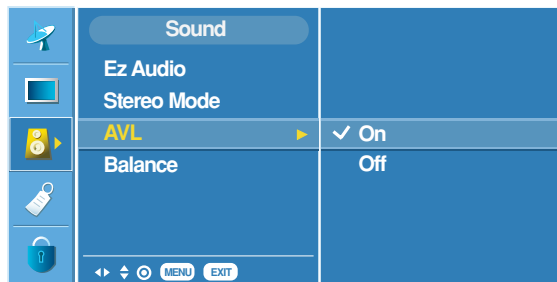 Sound
Ez Audio
Stereo Mode
AVL
On
Balance
Off
MENU EXIT